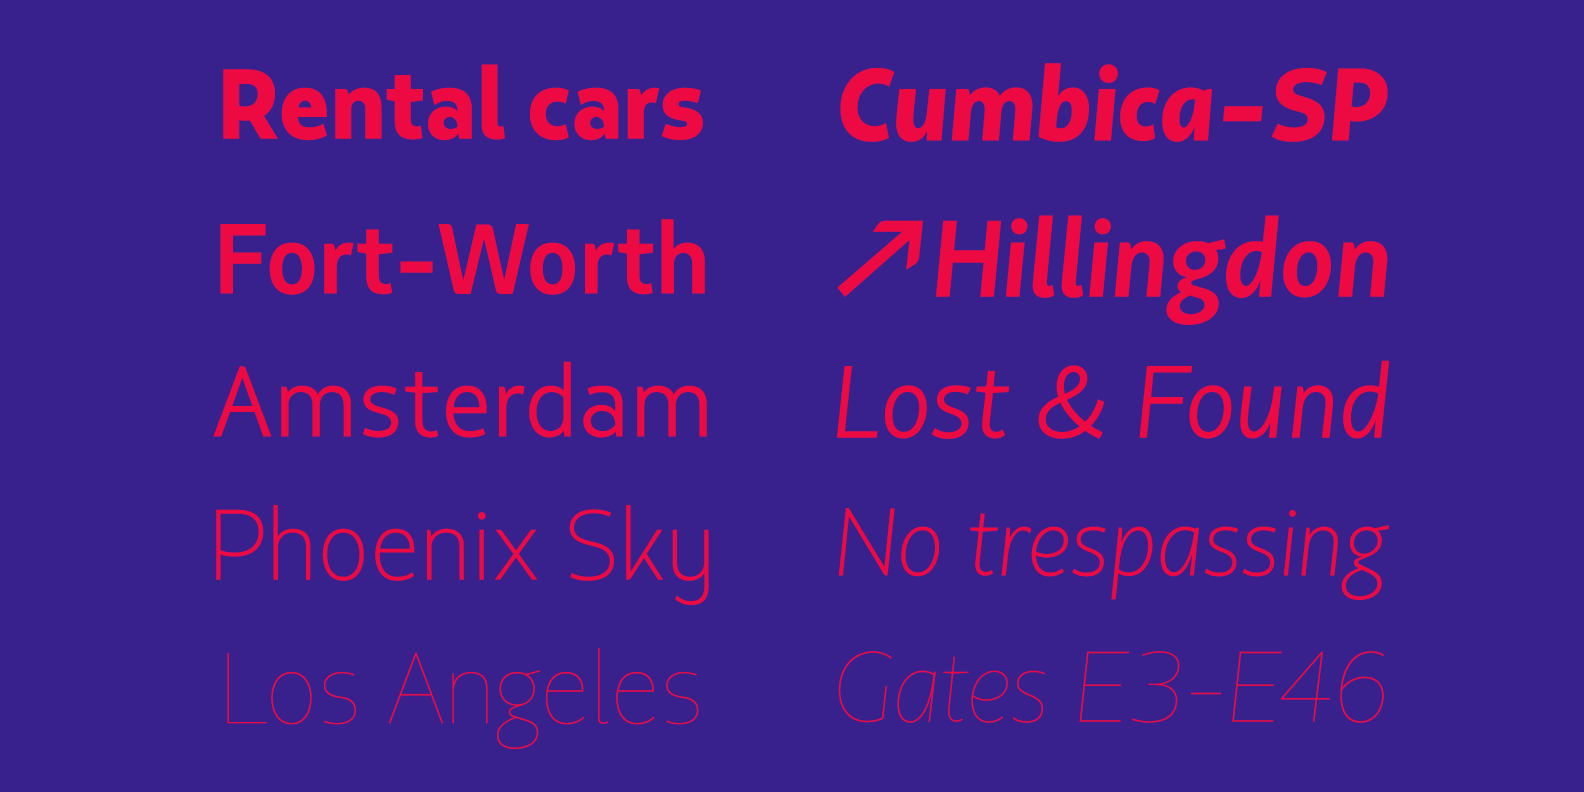 Rental cars
Fort-Worth
Amsterdam
Phoenix Sky
Los Angeles
Cumbica-SP
↗Hillingdon
Lost & Found
No trespassing
Gates E3-E46